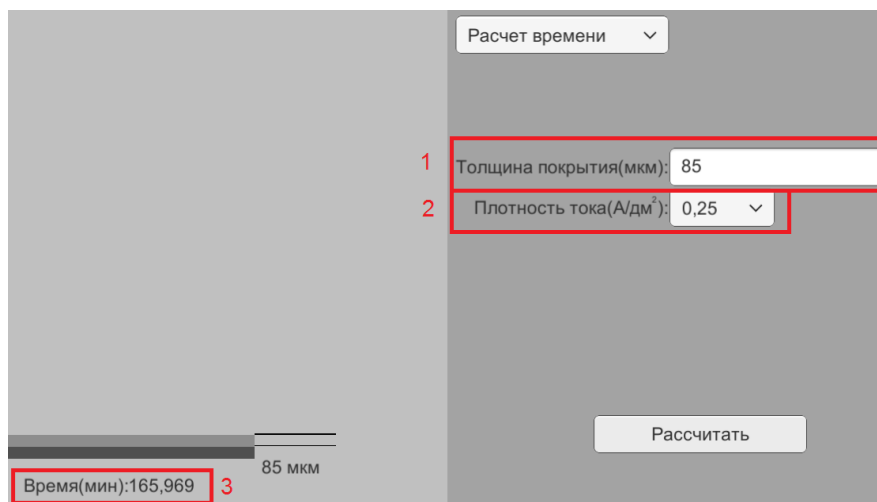 Расчет времени
1
Толщина покрытия(мкм): 85
2
Плотность тока(А/дм²): 0,25
Рассчитать
85 мкм
Время(мин):165,969
3